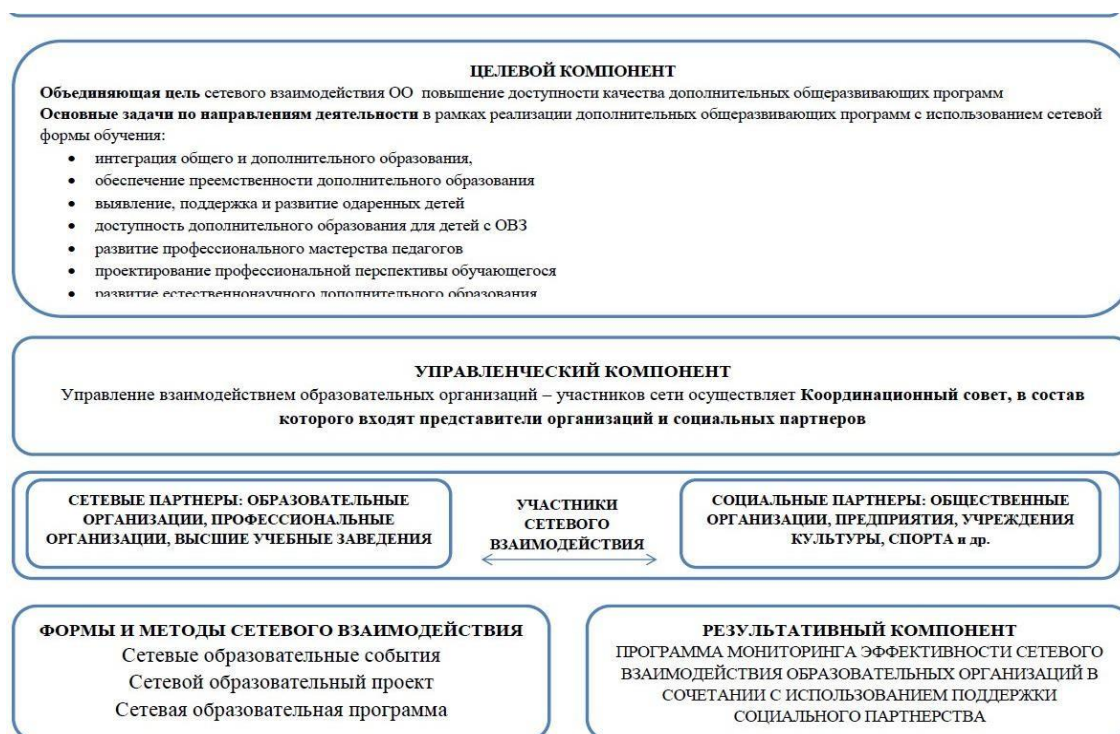 ЦЕЛЕВОЙ КОМПОНЕНТ
Объединяющая цель сетевого взаимодействия ОО повышение доступности качества дополнительных общеразвивающих программ
Основные задачи по направлениям деятельности в рамках реализации дополнительных общеразвивающих программ с использованием сетевой
формы обучения:
• интеграция общего и дополнительного образования,
• обеспечение преемственности дополнительного образования
• выявление, поддержка и развитие одаренных детей
• доступность дополнительного образования для детей с ОВЗ
• развитие профессионального мастерства педагогов
• проектирование профессиональной перспективы обучающегося
• развитие естественнонаучного дополнительного образования
УПРАВЛЕНЧЕСКИЙ КОМПОНЕНТ
Управление взаимодействием образовательных организаций – участников сети осуществляет Координационный совет, в состав
которого входят представители организаций и социальных партнеров
СЕТЕВЫЕ ПАРТНЕРЫ: ОБРАЗОВАТЕЛЬНЫЕ
ОРГАНИЗАЦИИ, ПРОФЕССИОНАЛЬНЫЕ
ОРГАНИЗАЦИИ, ВЫСШИЕ УЧЕБНЫЕ ЗАВЕДЕНИЯ
УЧАСТНИКИ
СЕТЕВОГО
ВЗАИМОДЕЙСТВИЯ
СОЦИАЛЬНЫЕ ПАРТНЕРЫ: ОБЩЕСТВЕННЫЕ
ОРГАНИЗАЦИИ, ПРЕДПРИЯТИЯ, УЧРЕЖДЕНИЯ
КУЛЬТУРЫ, СПОРТА и др.
ФОРМЫ И МЕТОДЫ СЕТЕВОГО ВЗАИМОДЕЙСТВИЯ
Сетевые образовательные события
Сетевой образовательный проект
Сетевая образовательная программа
РЕЗУЛЬТАТИВНЫЙ КОМПОНЕНТ
ПРОГРАММА МОНИТОРИНГА ЭФФЕКТИВНОСТИ СЕТЕВОГО
ВЗАИМОДЕЙСТВИЯ ОБРАЗОВАТЕЛЬНЫХ ОРГАНИЗАЦИЙ В
СОЧЕТАНИИ С ИСПОЛЬЗОВАНИЕМ ПОДДЕРЖКИ
СОЦИАЛЬНОГО ПАРТНЕРСТВА